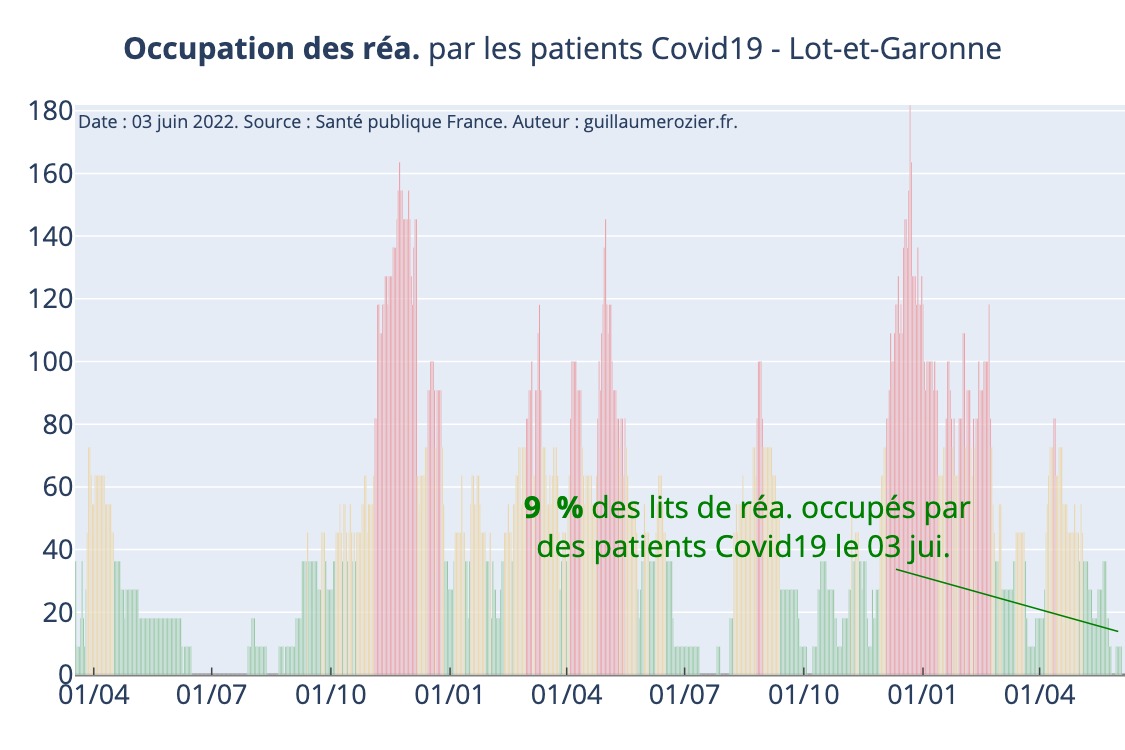 Occupation des réa. par les patients Covid19 - Lot-et-Garonne
180
Date : 03 juin 2022. Source : Santé publique France. Auteur : guillaumerozier.fr.
160
140
120
100
80
60
9 % des lits de réa. occupés par
des patients Covid19 le 03 jui.
40
20
0
01/04 01/07 01/10 01/01 01/04 01/07 01/10 01/01 01/04